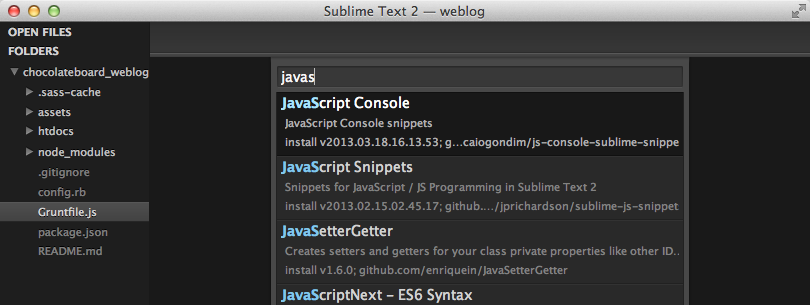 Sublime Text 2 — weblog
OPEN FILES
FOLDERS
chocolateboard_weblog
.sass-cache
assets
htdocs
node_modules
.gitignore
config.rb
Gruntfile.js
package.json
README.md
javas
JavaScript Console
JavaScript Console snippets
install v2013.03.18.16.13.53; g...caiogondim/js-console-sublime-snippe
JavaScript Snippets
Snippets for JavaScript / JS Programming in Sublime Text 2
install v2013.02.15.02.45.17; github..../jprichardson/sublime-js-snippet
JavaSetterGetter
Creates setters and getters for your class private properties like other ID..
install v1.6.0; github.com/enriquein/JavaSetterGetter
JavaScriptNext – ES6 Syntax